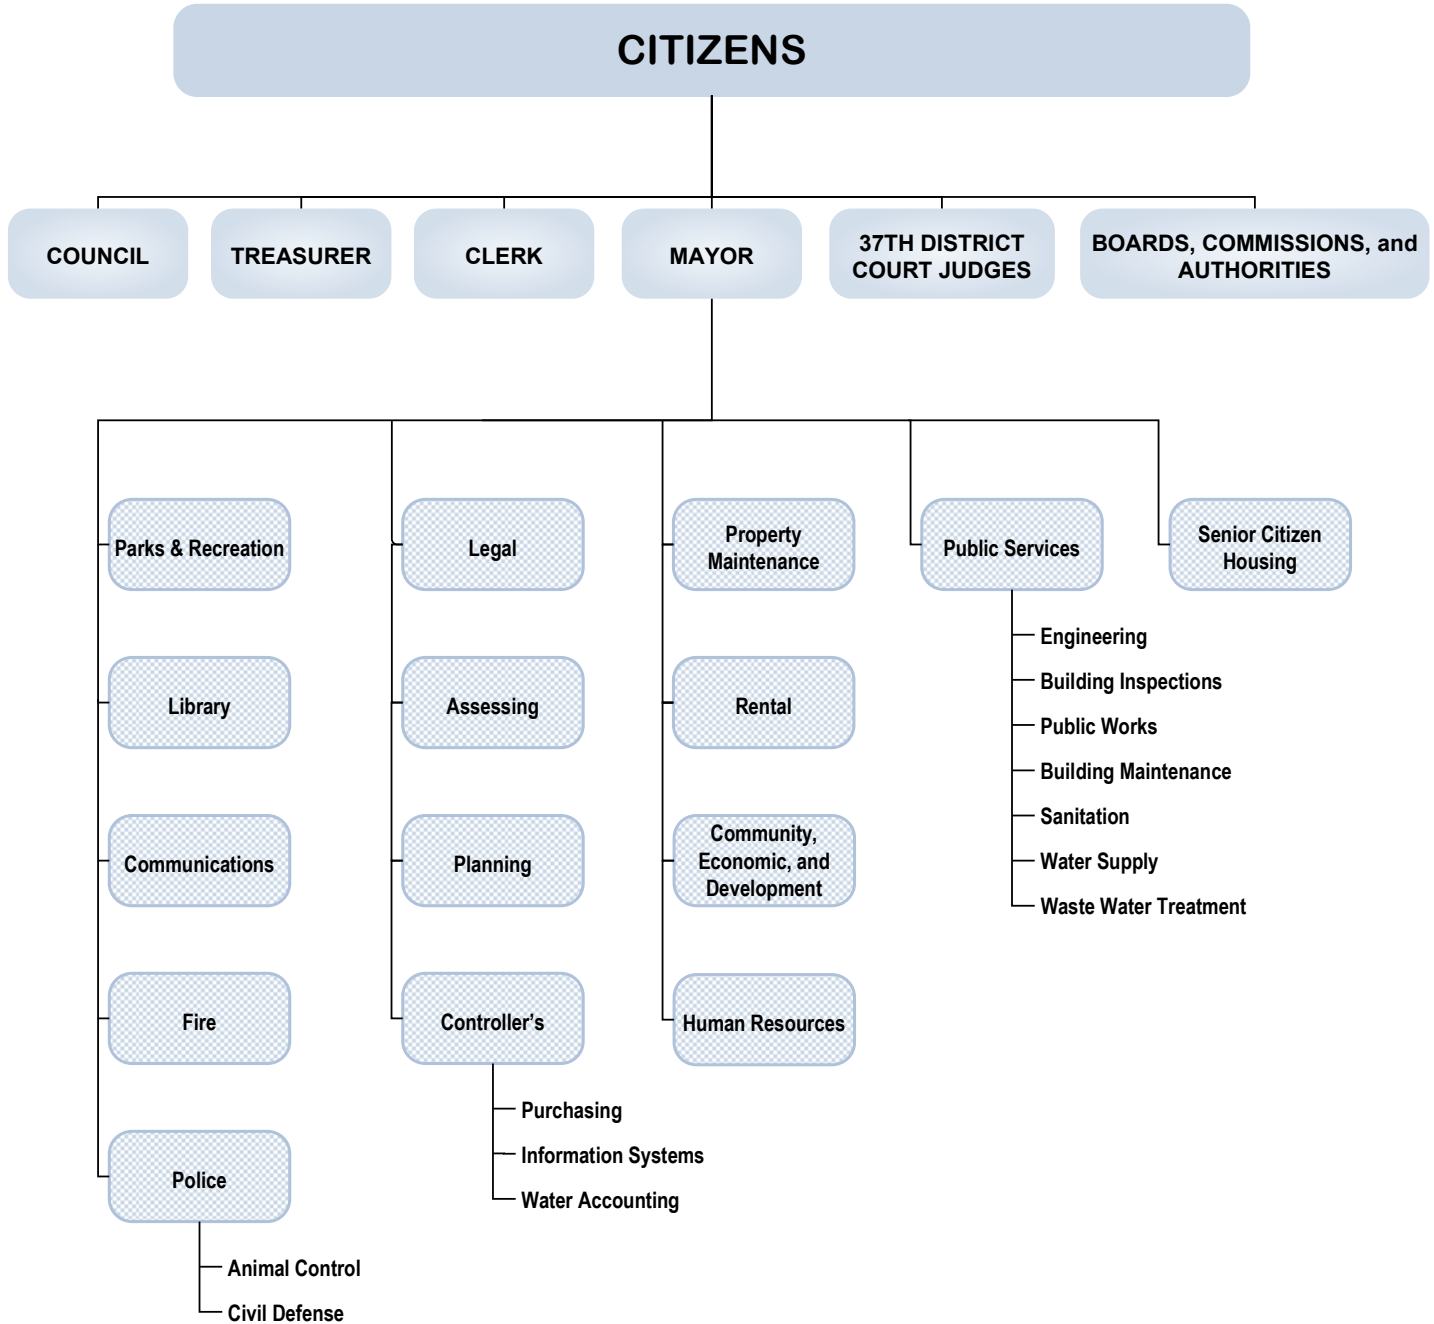 CITIZENS
COUNCIL
TREASURER
CLERK
MAYOR
37TH DISTRICT
COURT JUDGES
BOARDS, COMMISSIONS, and
AUTHORITIES
Parks & Recreation
Library
Communications
Fire
Police
Animal Control
Civil Defense
Legal
Assessing
Planning
Controller’s
Purchasing
Information Systems
Water Accounting
Property
Maintenance
Rental
Community,
Economic, and
Development
Human Resources
Public Services
Engineering
Building Inspections
Public Works
Building Maintenance
Sanitation
Water Supply
Waste Water Treatment
Senior Citizen
Housing